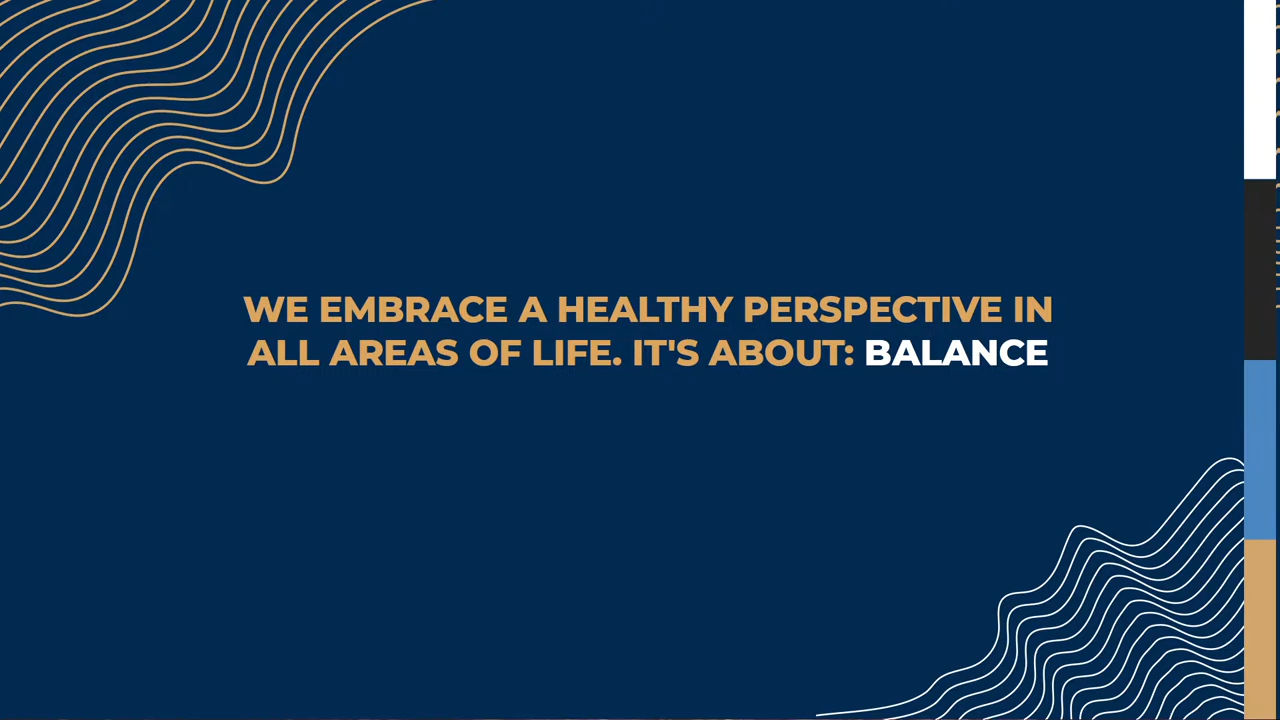 WE EMBRACE A HEALTHY PERSPECTIVE IN
ALL AREAS OF LIFE. IT'S ABOUT: BALANCE